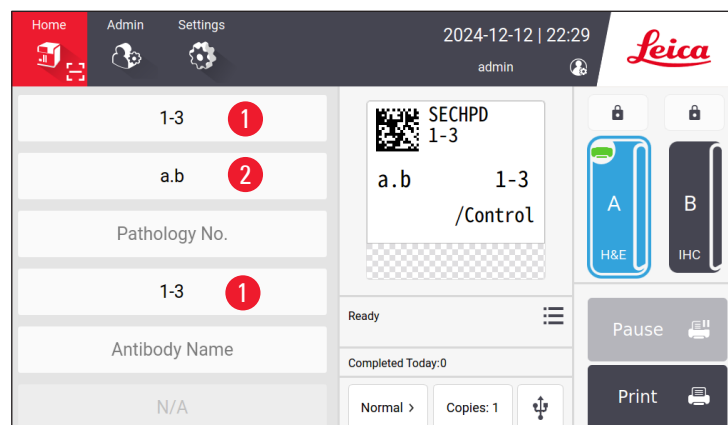 Home Admin Settings
2024-12-12 | 22:29
admin
Leica
1-3 1
a.b 2
Pathology No.
1-3 1
Antibody Name
N/A
SECHPD
1-3
a.b 1-3
/Control
Ready
Completed Today:0
Normal > Copies: 1
A
H&E
B
IHC
Pause
Print